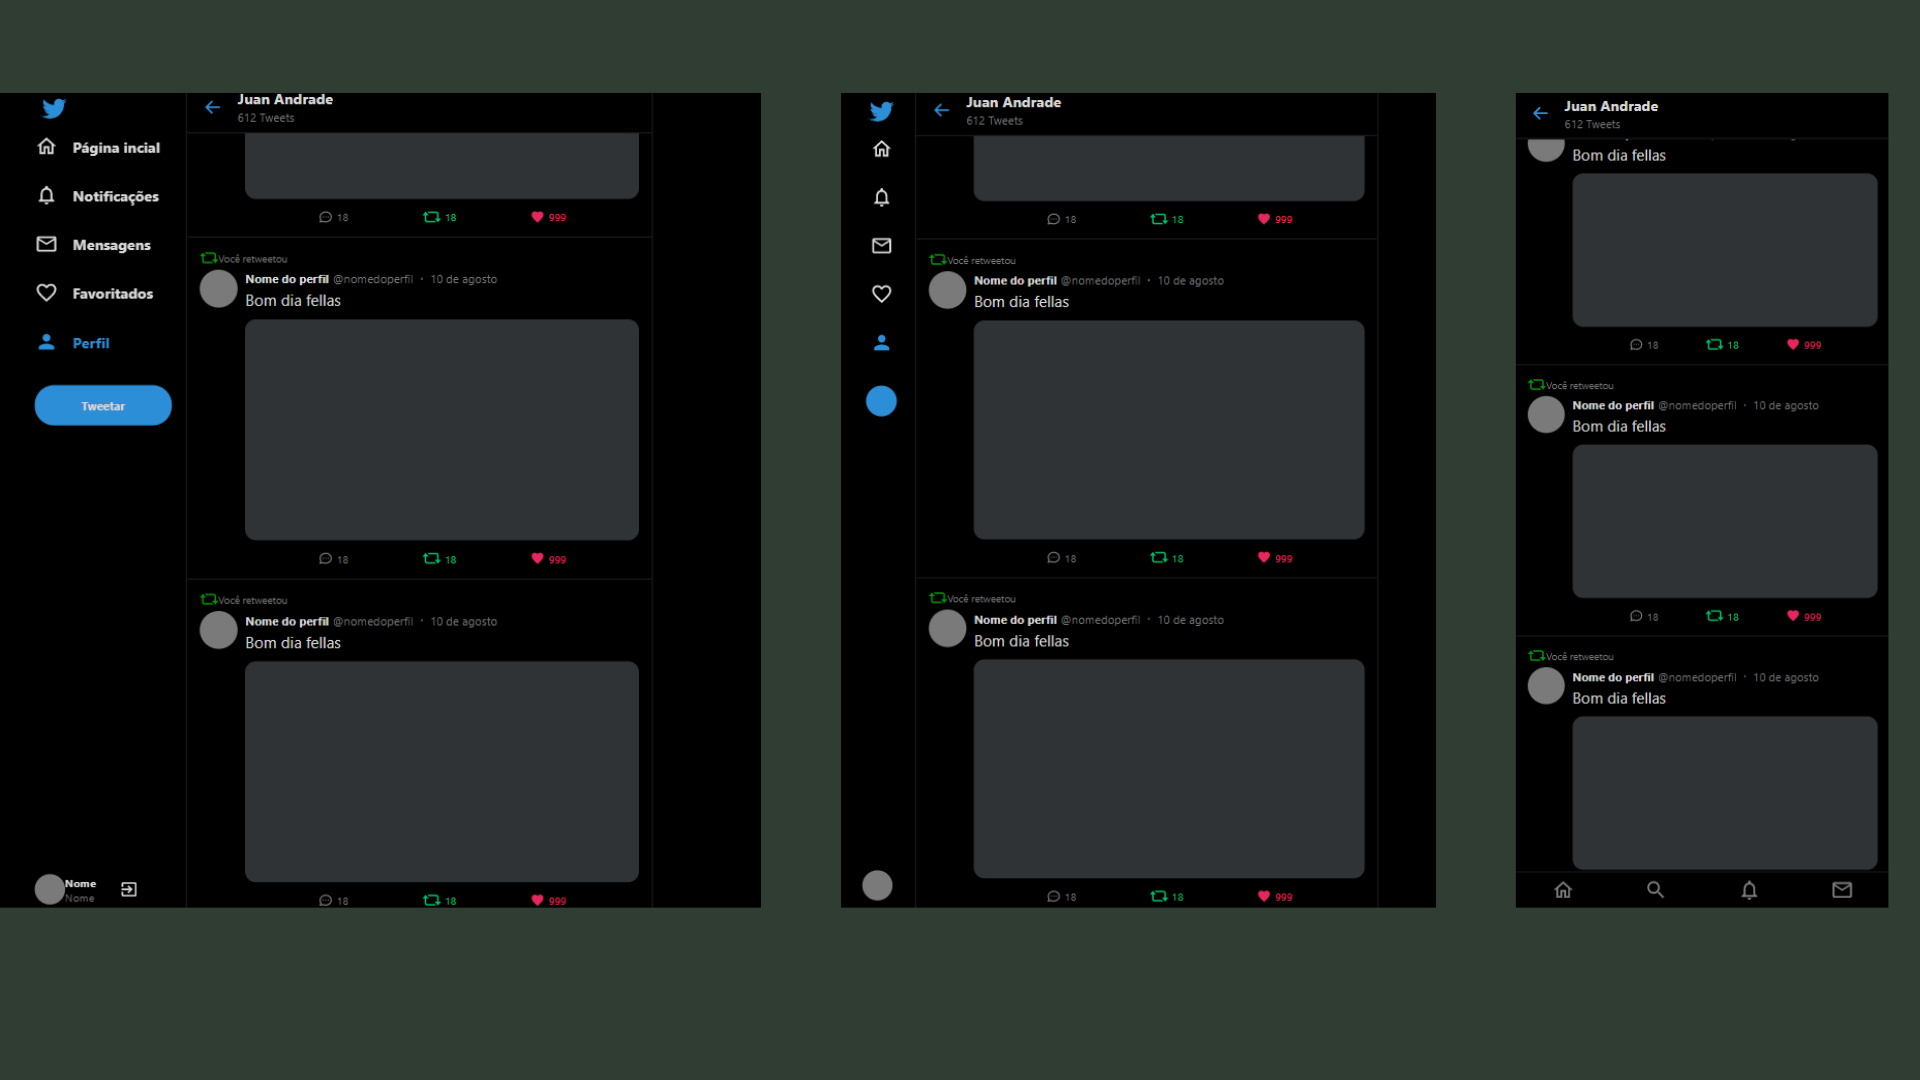 Página incial
Notificações
Mensagens
Favoritados
Perfil
Tweetar
Nome
Nome
Juan Andrade
612 Tweets
18 18 999
Você retweetou
Nome do perfil @nomedoperfil · 10 de agosto
Bom dia fellas
18 18 999
Você retweetou
Nome do perfil @nomedoperfil · 10 de agosto
Bom dia fellas
18 18 999
Juan Andrade
612 Tweets
18 18 999
Você retweetou
Nome do perfil @nomedoperfil · 10 de agosto
Bom dia fellas
18 18 999
Você retweetou
Nome do perfil @nomedoperfil · 10 de agosto
Bom dia fellas
18 18 999
Juan Andrade
612 Tweets
Bom dia fellas
18 18 999
Você retweetou
Nome do perfil @nomedoperfil · 10 de agosto
Bom dia fellas
18 18 999
Você retweetou
Nome do perfil @nomedoperfil · 10 de agosto
Bom dia fellas